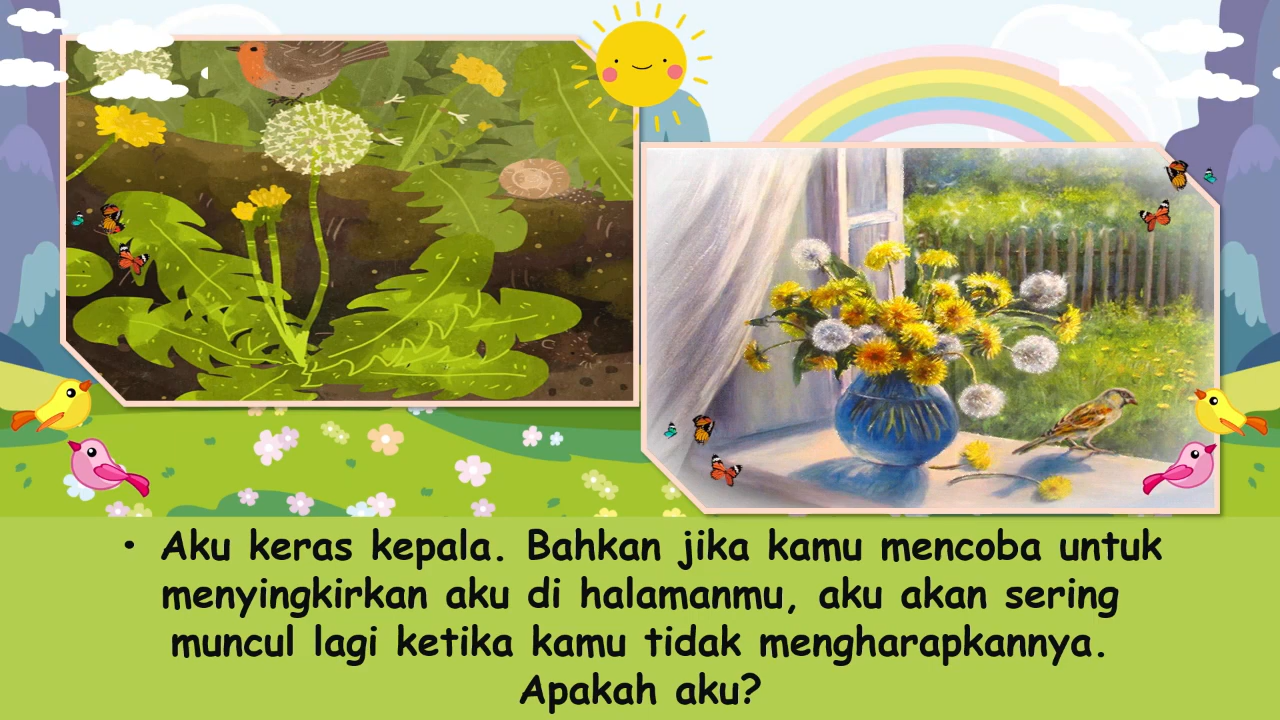 • Aku keras kepala. Bahkan jika kamu mencoba untuk
menyingkirkan aku di halamanmu, aku akan sering
muncul lagi ketika kamu tidak mengharapkannya.
Apakah aku?